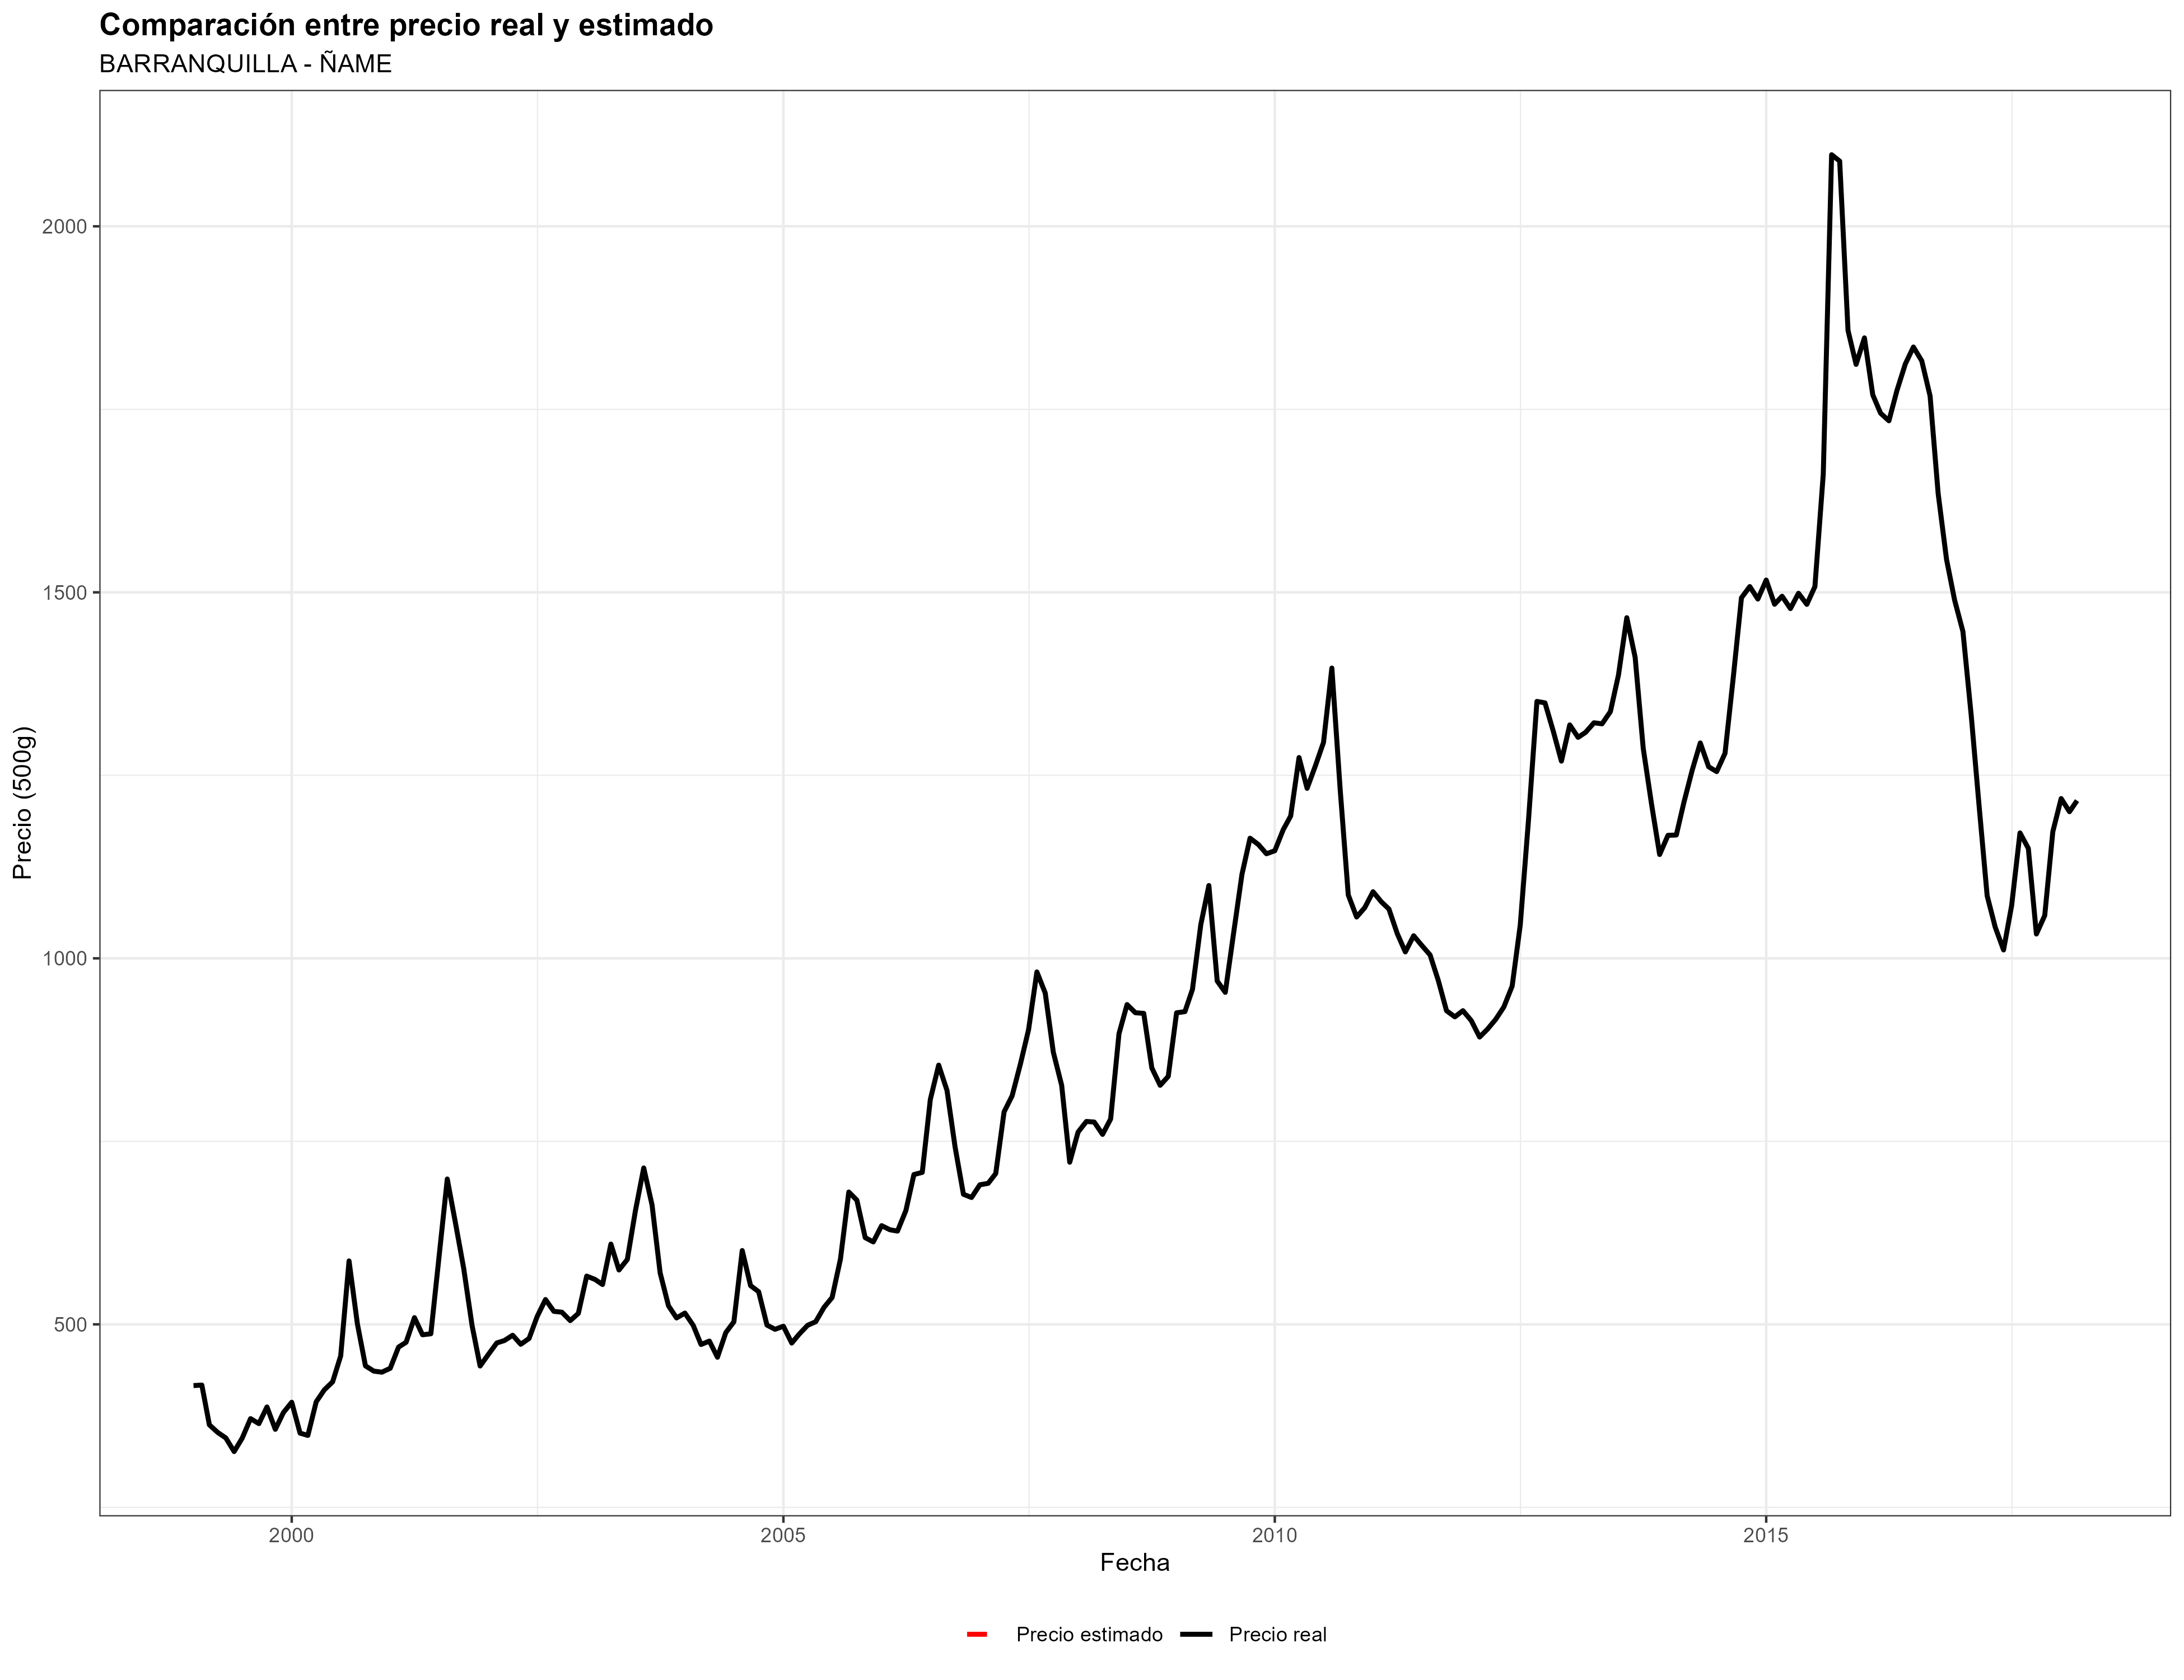 Comparación entre precio real y estimado
BARRANQUILLA - ÑAME
Precio (500g)
2000
1500
1000
500
2000
2005
2010
2015
Fecha
Precio estimado
Precio real